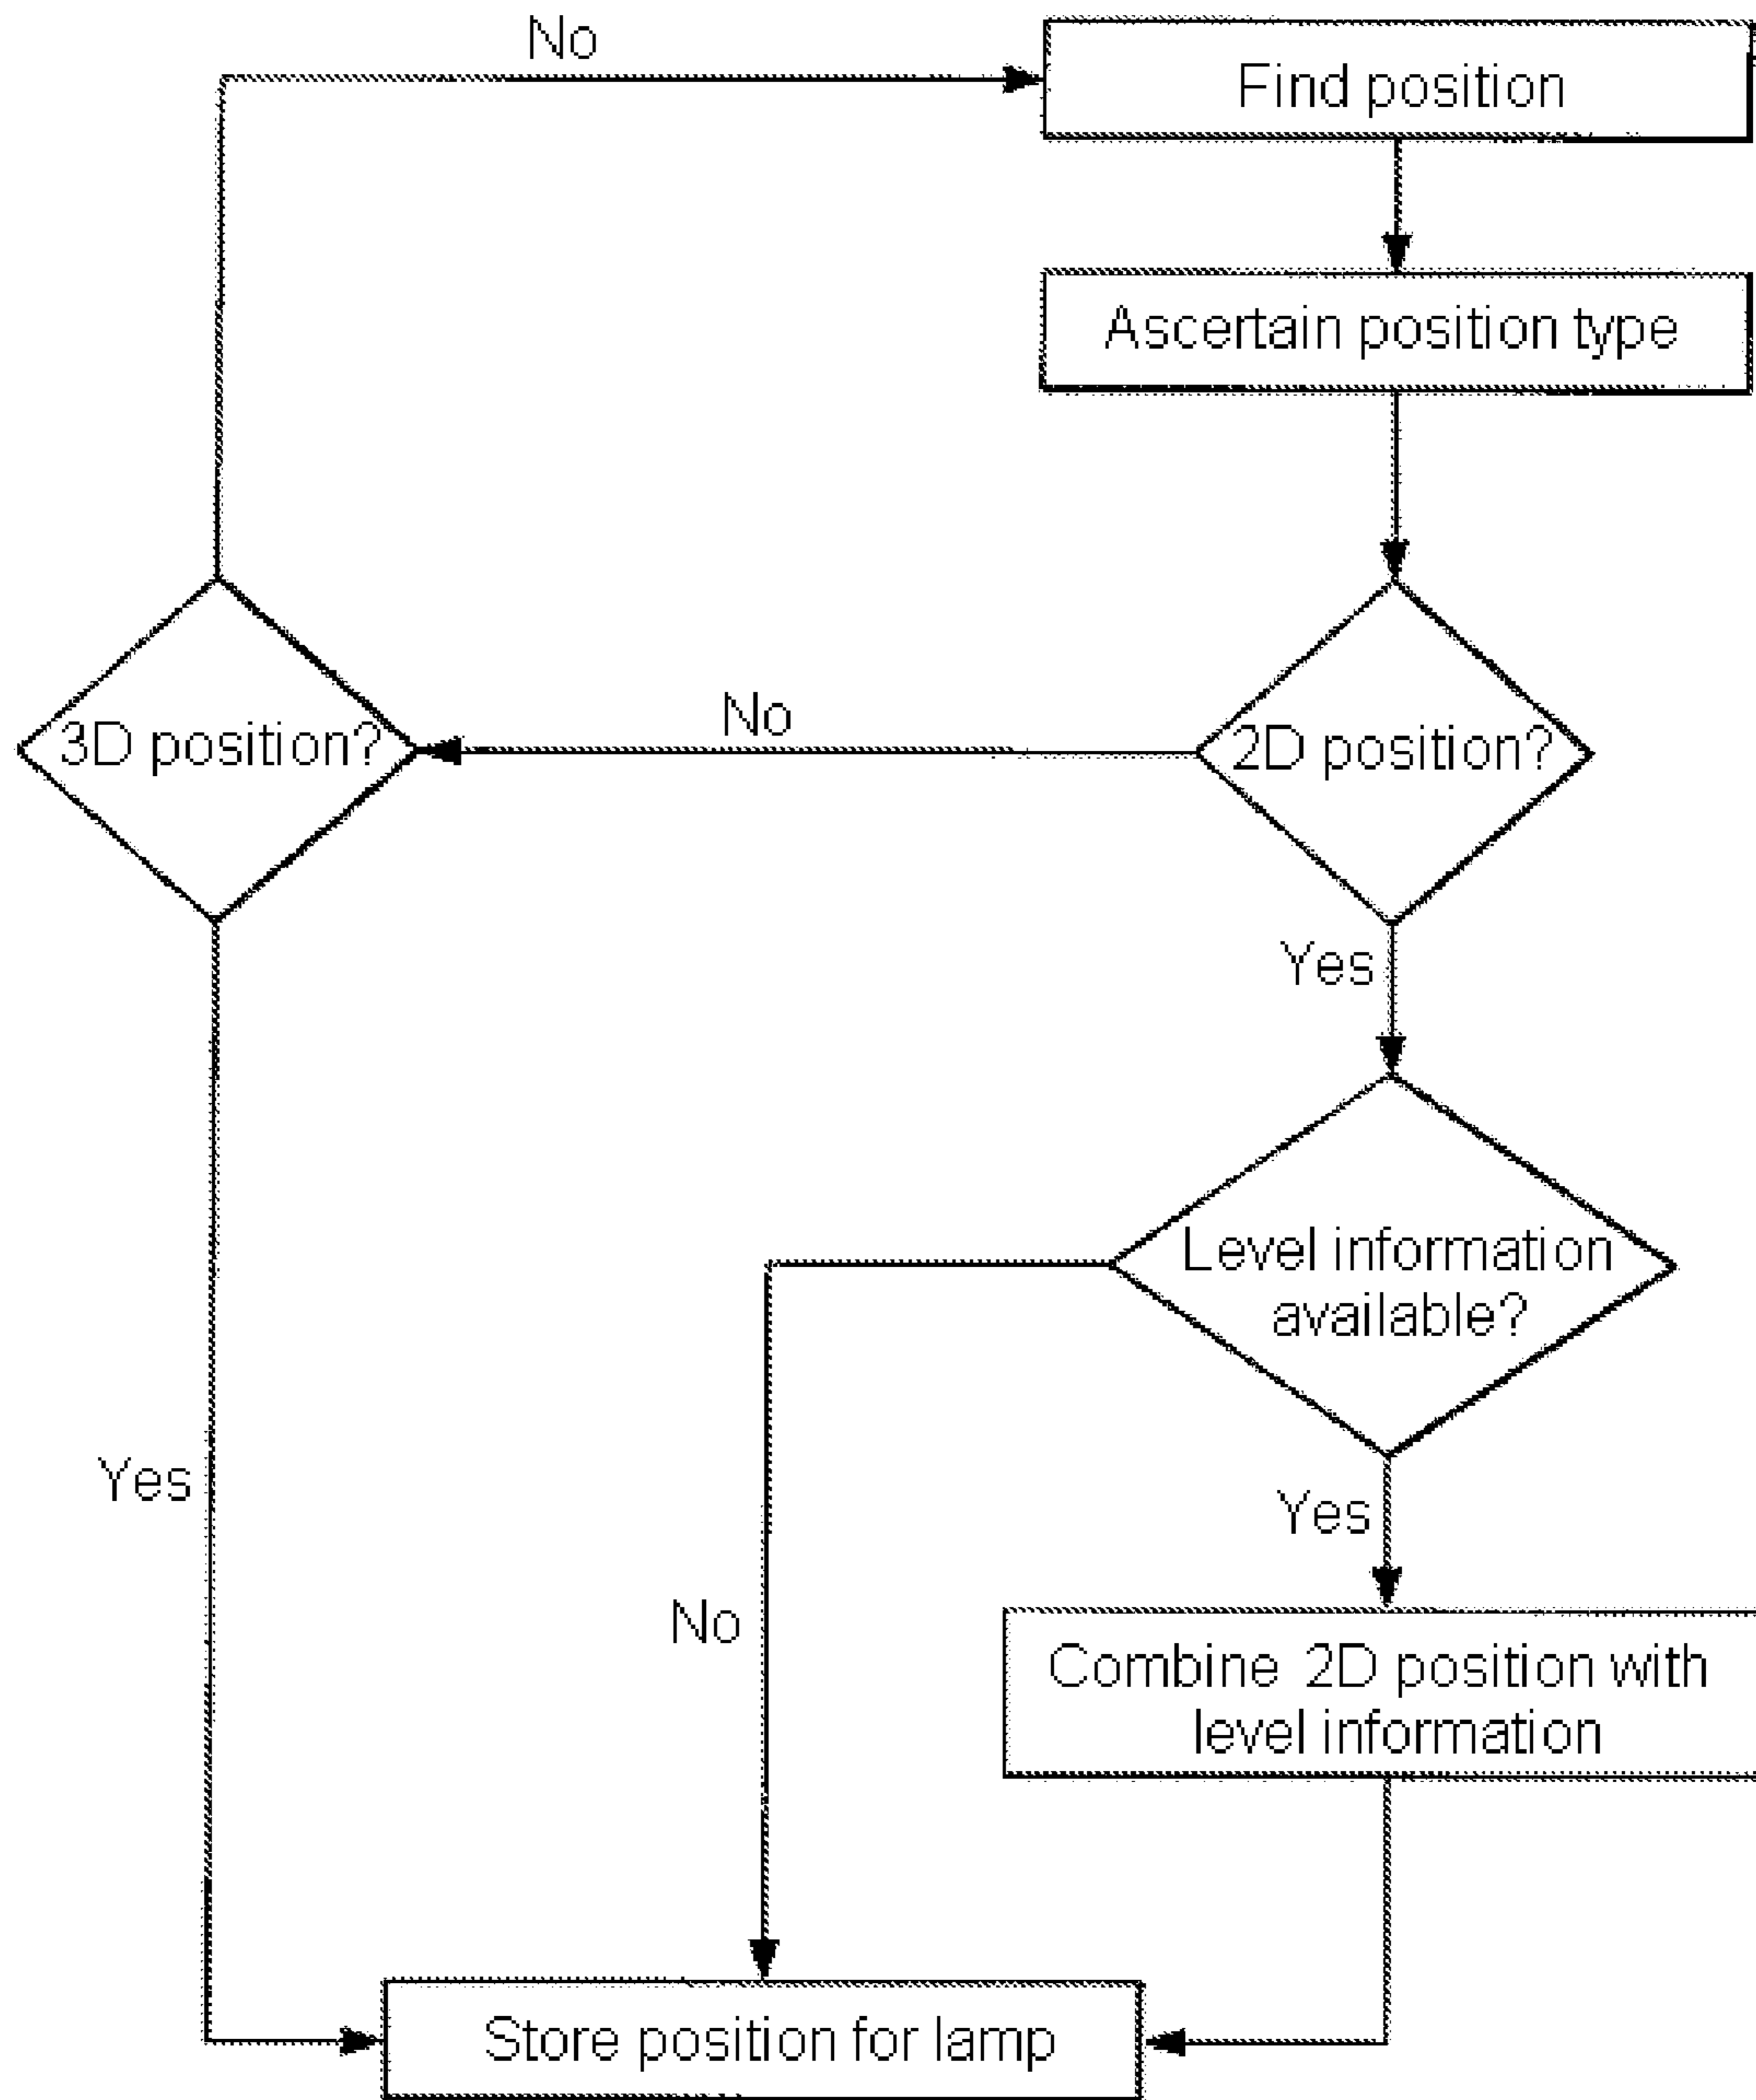 No
Find position
Ascertain position type
3D position?
No
2D position?
Yes
Level information
available?
Yes
Yes
No
Combine 2D position with
level information
Store position for lamp